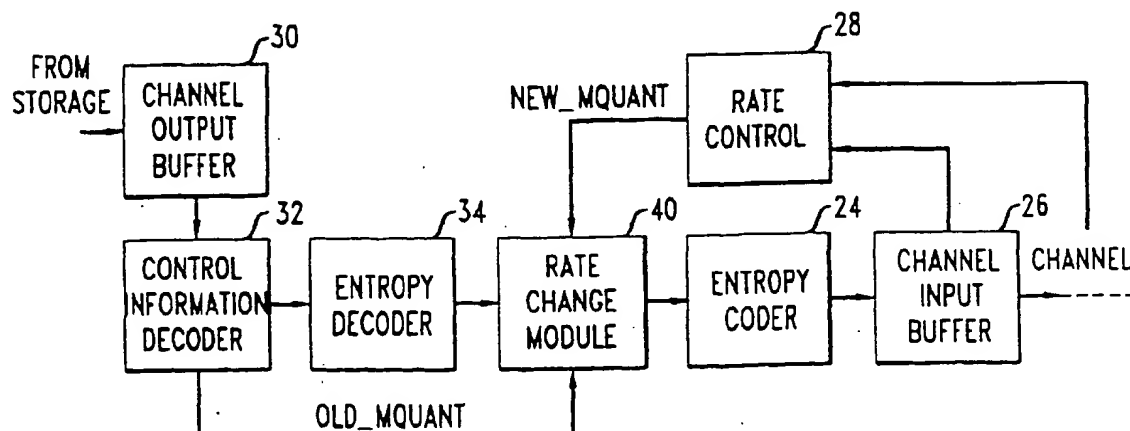 30
FROM
STORAGE
CHANNEL
OUTPUT
BUFFER
28
NEW_MQUANT
RATE
CONTROL
32
CONTROL
INFORMATION
DECODER
34
ENTROPY
DECODER
40
RATE
CHANGE
MODULE
24
ENTROPY
CODER
26
CHANNEL
INPUT
BUFFER
CHANNEL
OLD_MQUANT